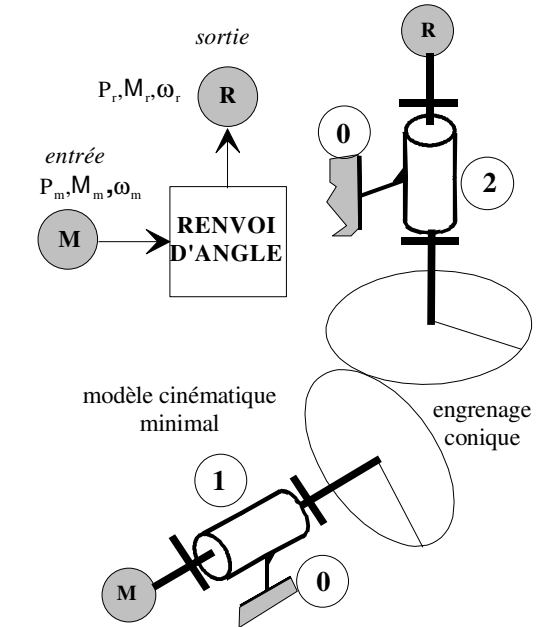 sortie
R
P_r,M_r,ω_r
R
0
entrée
P_m,M_m,ω_m
2
M
RENVOI
D'ANGLE
modèle cinématique
minimal
engrenage
conique
1
0
M